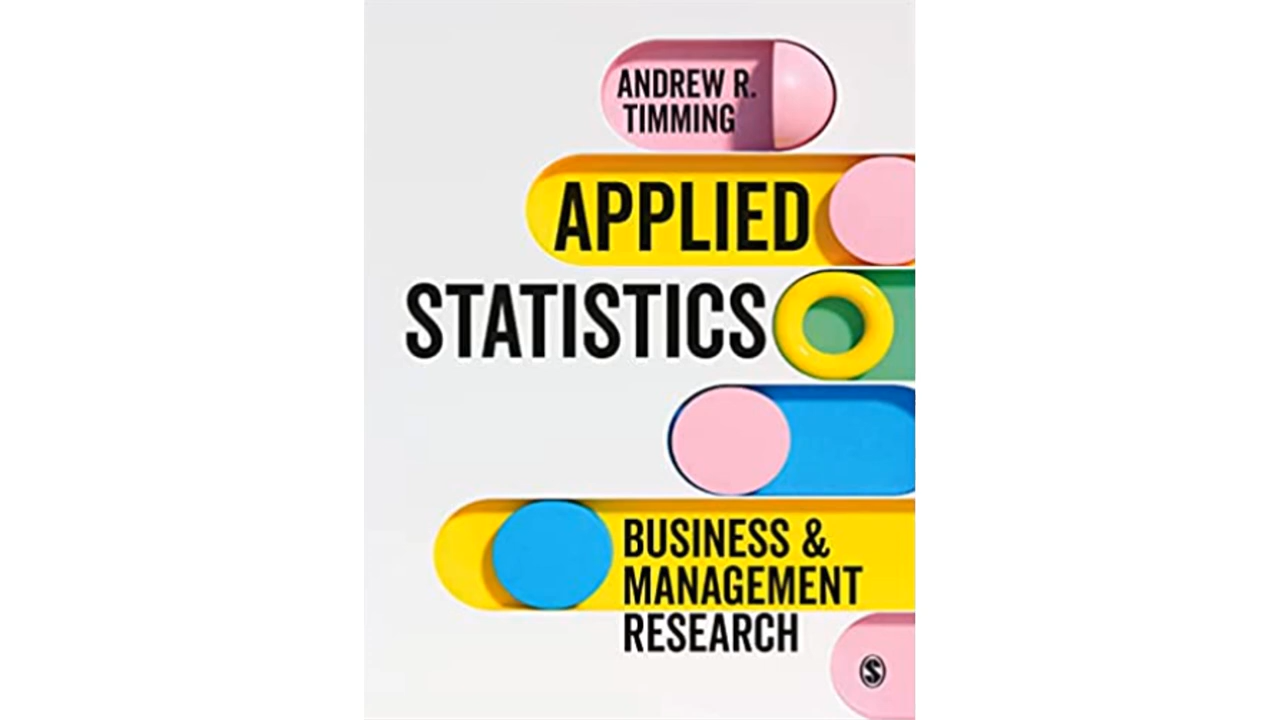 ANDREW R.
TIMMING
APPLIED
STATISTICS
BUSINESS &
MANAGEMENT
RESEARCH
S